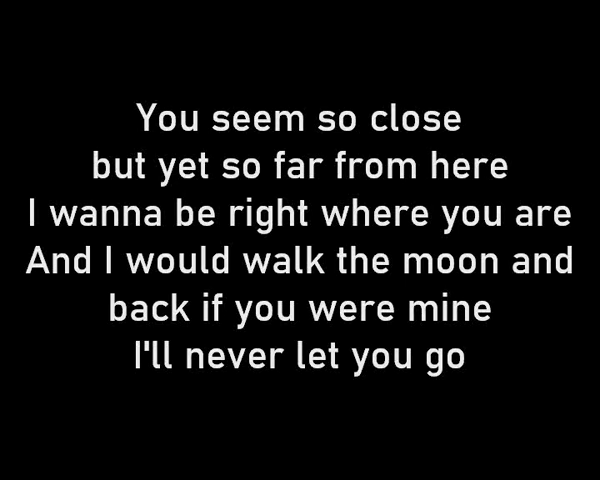 You seem so close
but yet so far from here
I wanna be right where you are
And I would walk the moon and
back if you were mine
I'll never let you go